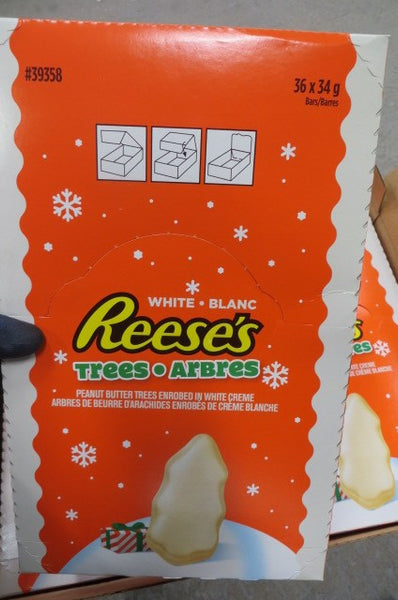 #39358
36 x 34 g
Bars/Barres
WHITE • BLANC
Reese's
Trees • Arbres
PEANUT BUTTER TREES ENROBED IN WHITE CREME
ARBRES DE BEURRE D'ARACHIDES ENROBÉS DE CRÈME BLANCHE